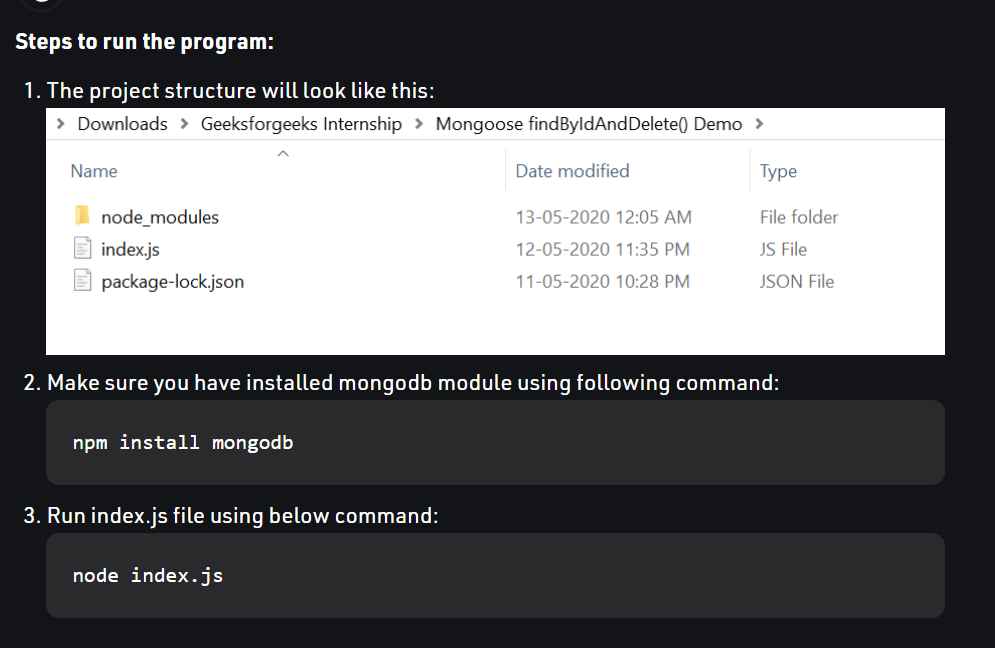 Steps to run the program:
1. The project structure will look like this:
> Downloads > Geeksforgeeks Internship > Mongoose findByIdAndDelete() Demo >
Name Date modified Type
node_modules 13-05-2020 12:05 AM File folder
index.js 12-05-2020 11:35 PM JS File
package-lock.json 11-05-2020 10:28 PM JSON File
2. Make sure you have installed mongodb module using following command:
npm install mongodb
3. Run index.js file using below command:
node index.js